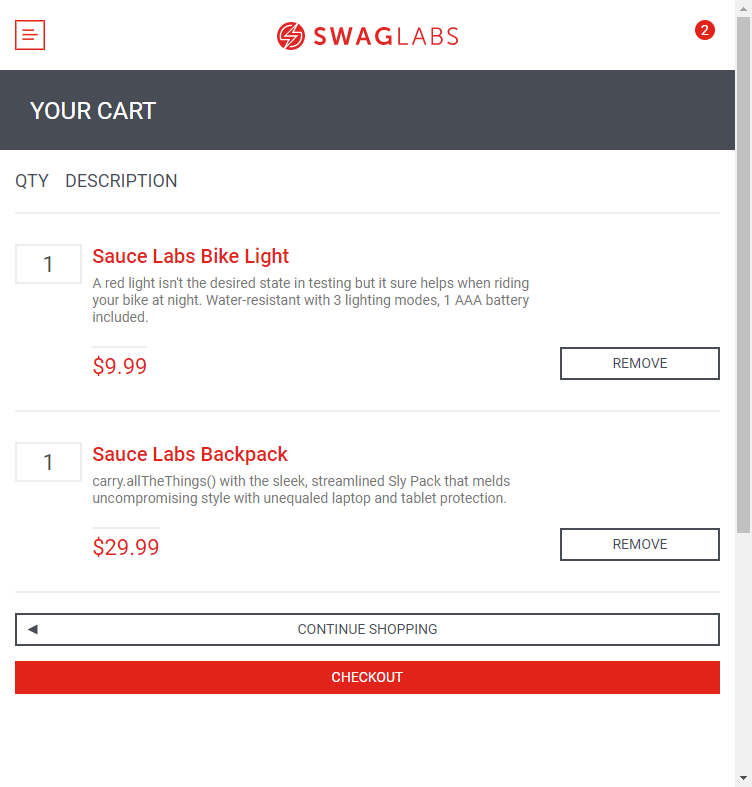 SWAGLABS
2
YOUR CART
QTY DESCRIPTION
1
Sauce Labs Bike Light
A red light isn't the desired state in testing but it sure helps when riding
your bike at night. Water-resistant with 3 lighting modes, 1 AAA battery
included.
$9.99
REMOVE
1
Sauce Labs Backpack
carry.allTheThings() with the sleek, streamlined Sly Pack that melds
uncompromising style with unequaled laptop and tablet protection.
$29.99
REMOVE
CONTINUE SHOPPING
CHECKOUT